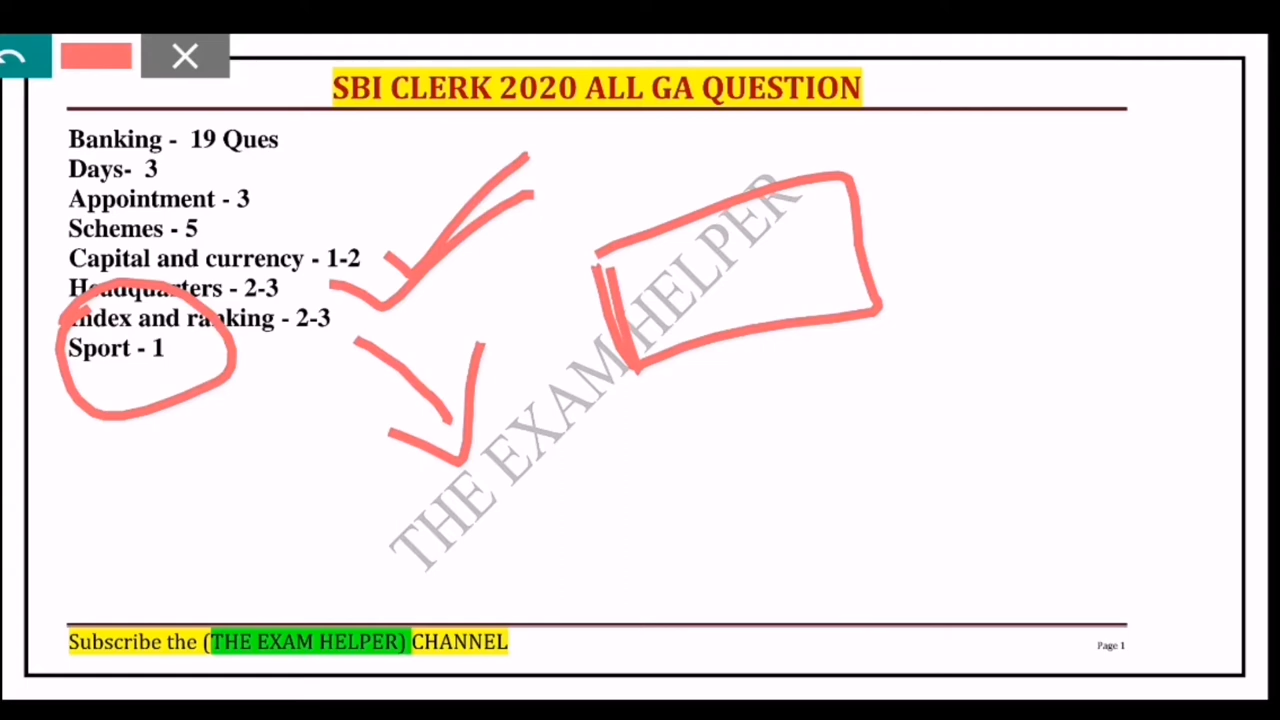 SBI CLERK 2020 ALL GA QUESTION
Banking -  19 Ques
Days-  3
Appointment - 3
Schemes - 5
Capital and currency - 1-2
Headquarters - 2-3
Index and ranking - 2-3
Sport - 1
THE EXAM HELPER
Subscribe the (THE EXAM HELPER) CHANNEL
Page 1